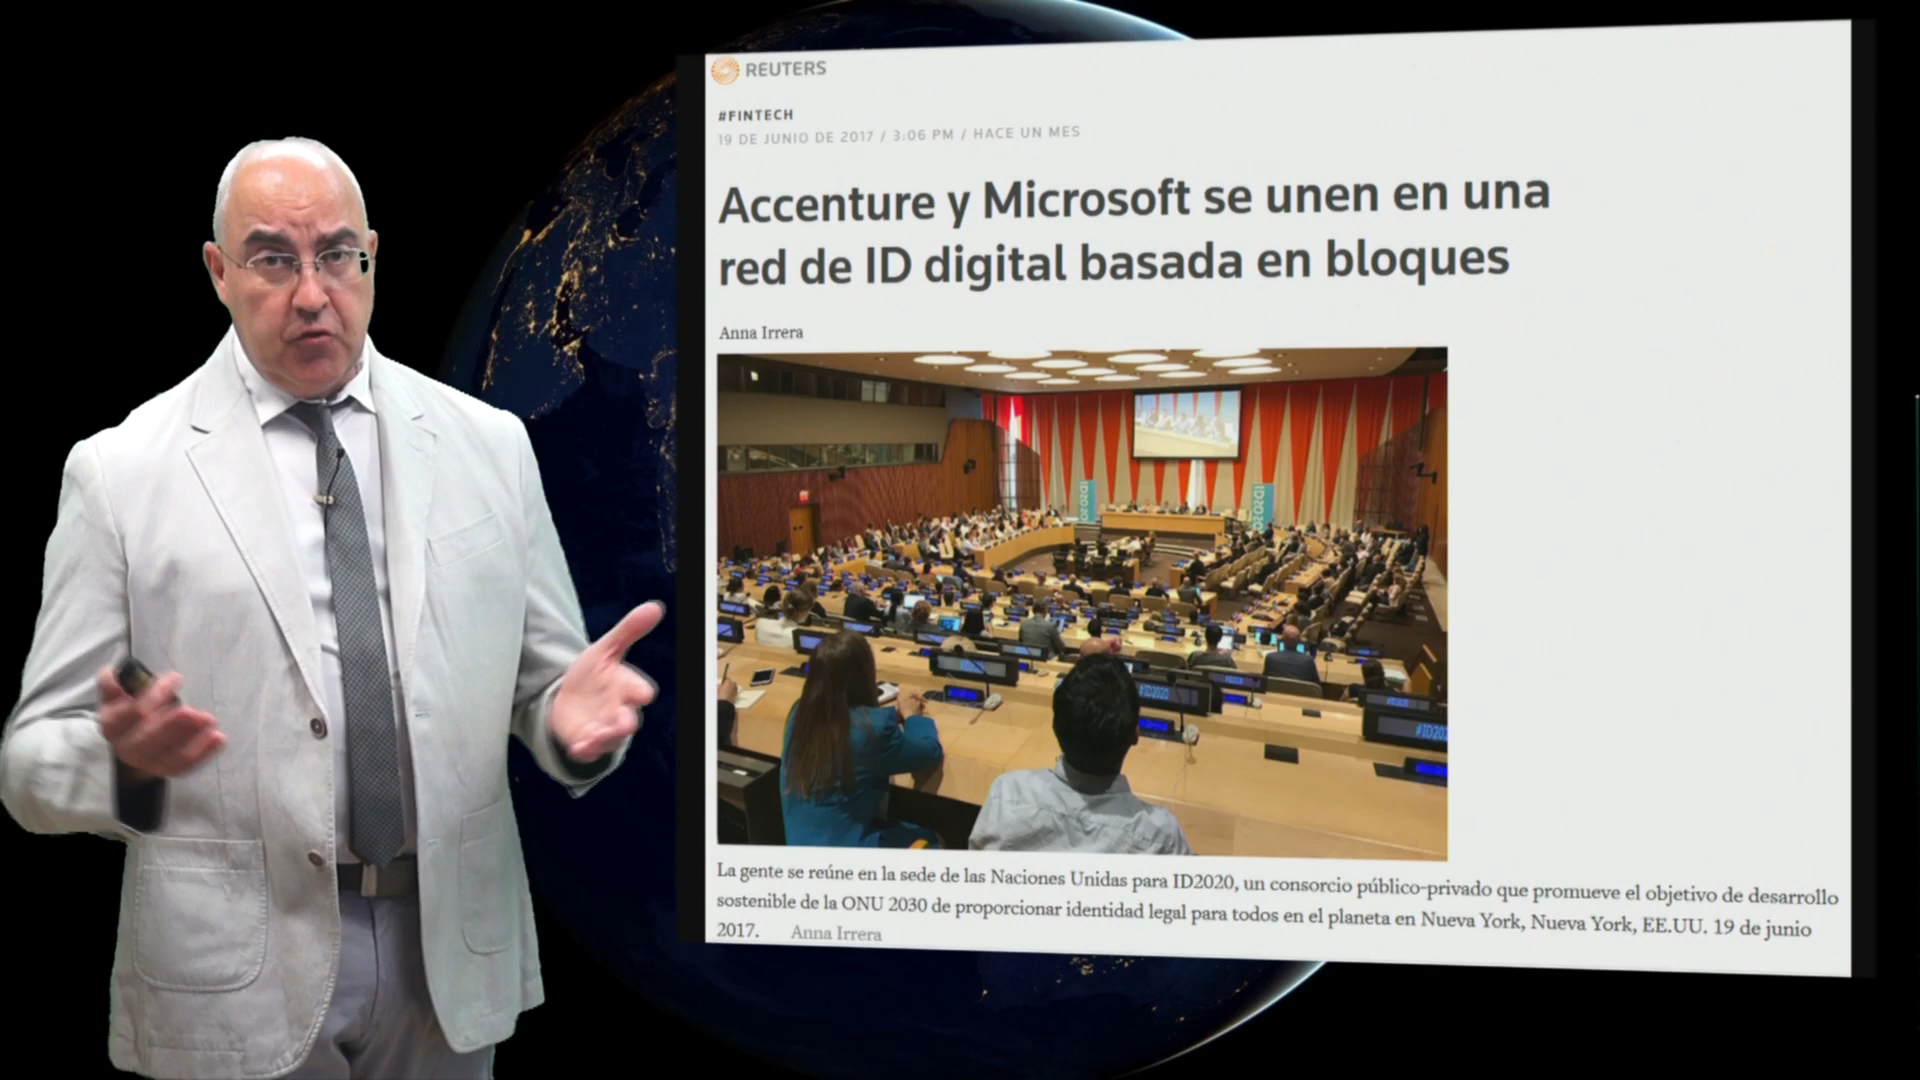 REUTERS
#FINTECH
19 DE JUNIO DE 2017 / 3:06 PM / HACE UN MES
Accenture y Microsoft se unen en una
red de ID digital basada en bloques
Anna Irrera
ID2020
ID2020
#ID2020
#ID202
La gente se reúne en la sede de las Naciones Unidas para ID2020, un consorcio público-privado que promueve el objetivo de desarrollo
sostenible de la ONU 2030 de proporcionar identidad legal para todos en el planeta en Nueva York, Nueva York, EE.UU. 19 de junio
2017. Anna Irrera